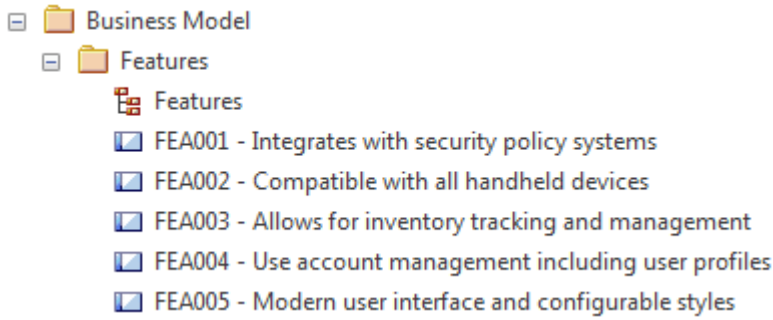 Business Model
Features
Features
FEA001 - Integrates with security policy systems
FEA002 - Compatible with all handheld devices
FEA003 - Allows for inventory tracking and management
FEA004 - Use account management including user profiles
FEA005 - Modern user interface and configurable styles